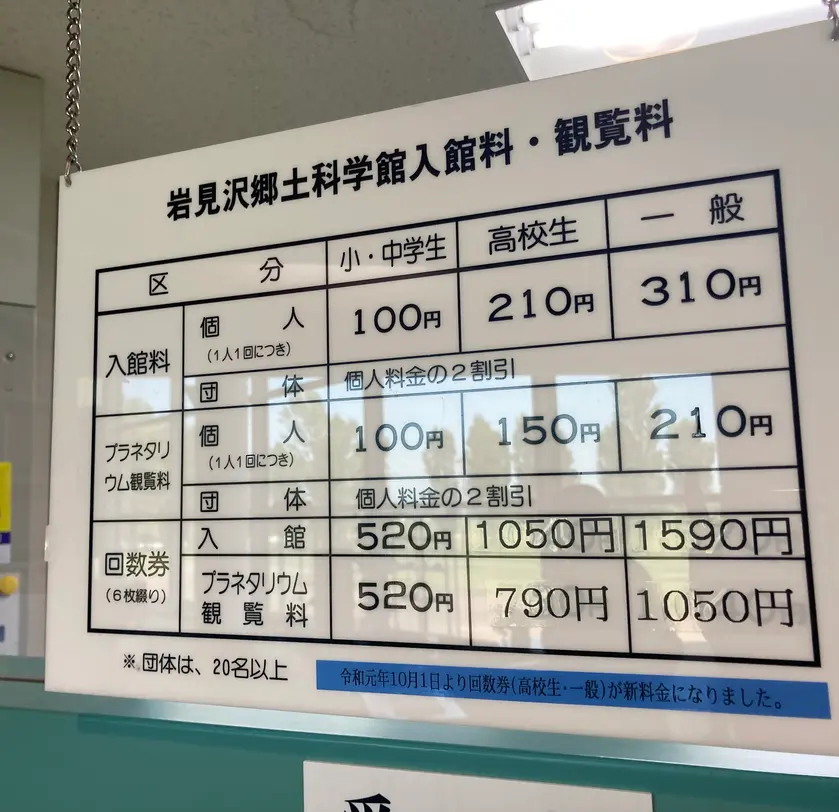 岩見沢郷土科学館入館料・観覧料
区 分 小・中学生 高校生 一 般
入館料 個 人 (1人1回につき) 100円 210円 310円
団 体 個人料金の2割引
プラネタリウム観覧料 個 人 (1人1回につき) 100円 150円 210円
団 体 個人料金の2割引
回数券 (6枚綴り) 入 館 520円 1050円 1590円
プラネタリウム観覧料 520円 790円 1050円
※団体は、20名以上
令和元年10月1日より回数券(高校生・一般)が新料金になりました。